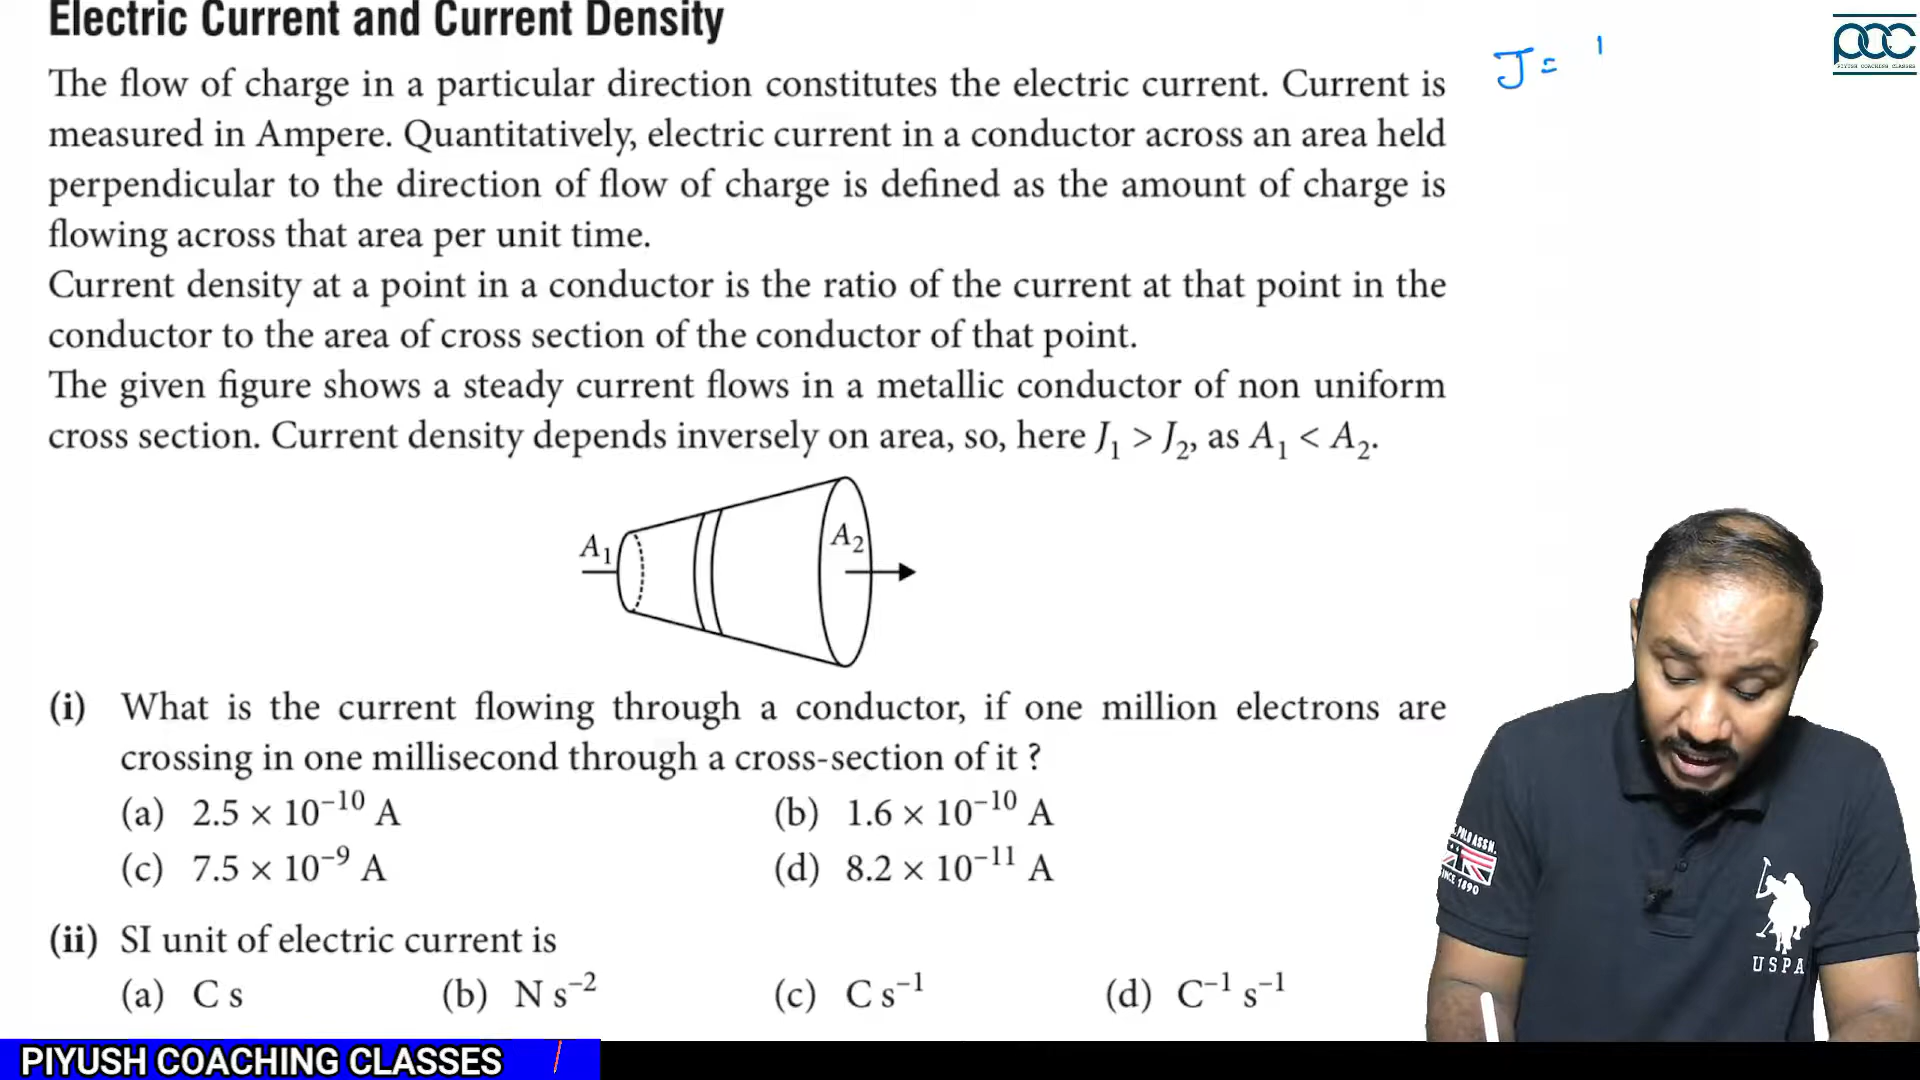 Electric Current and Current Density
J = I
pcc
PIYUSH COACHING CLASSES
The flow of charge in a particular direction constitutes the electric current. Current is
measured in Ampere. Quantitatively, electric current in a conductor across an area held
perpendicular to the direction of flow of charge is defined as the amount of charge is
flowing across that area per unit time.
Current density at a point in a conductor is the ratio of the current at that point in the
conductor to the area of cross section of the conductor of that point.
The given figure shows a steady current flows in a metallic conductor of non uniform
cross section. Current density depends inversely on area, so, here J₁ > J₂, as A₁ < A₂.
A₁
A₂
(i) What is the current flowing through a conductor, if one million electrons are
crossing in one millisecond through a cross-section of it ?
(a) 2.5 × 10⁻¹⁰ A (b) 1.6 × 10⁻¹⁰ A
(c) 7.5 × 10⁻⁹ A (d) 8.2 × 10⁻¹¹ A
(ii) SI unit of electric current is
(a) C s (b) N s⁻² (c) C s⁻¹ (d) C⁻¹ s⁻¹
POLO ASSN.
SINCE 1890
USPA
PIYUSH COACHING CLASSES